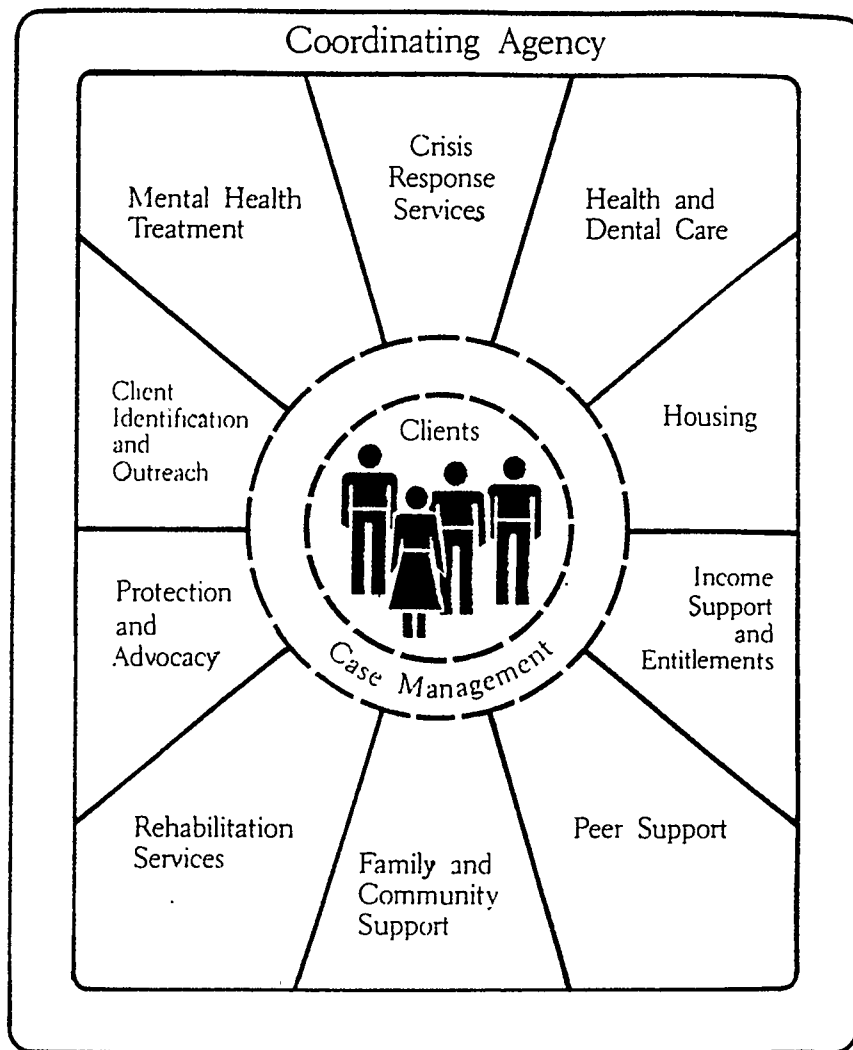 Coordinating Agency
Crisis
Response
Services
Mental Health
Treatment
Health and
Dental Care
Client
Identification
and
Outreach
Clients
Housing
Protection
and
Advocacy
Income
Support
and
Entitlements
Case Management
Rehabilitation
Services
Family and
Community
Support
Peer Support